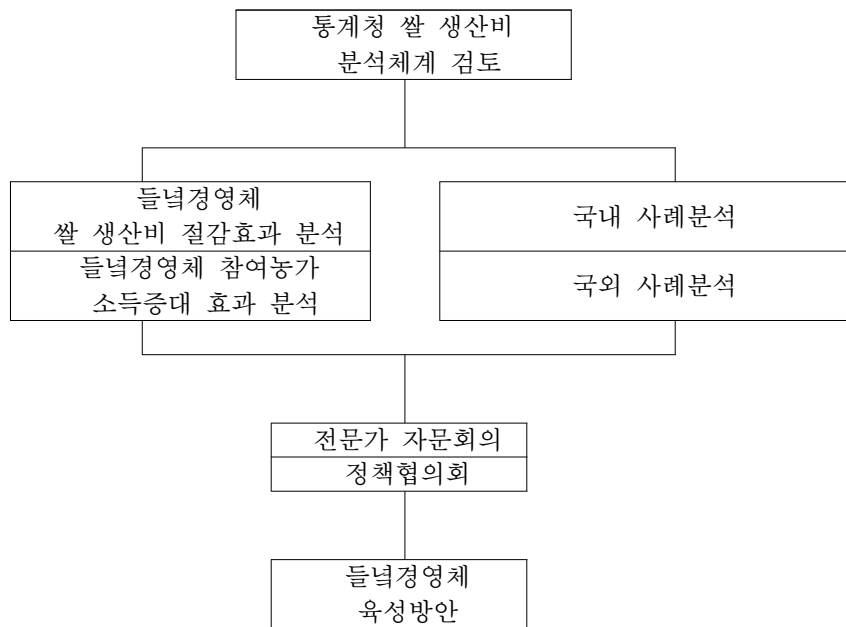 통계청 쌀 생산비
분석체계 검토
들녘경영체
쌀 생산비 절감효과 분석
들녘경영체 참여농가
소득증대 효과 분석
국내 사례분석
국외 사례분석
전문가 자문회의
정책협의회
들녘경영체
육성방안